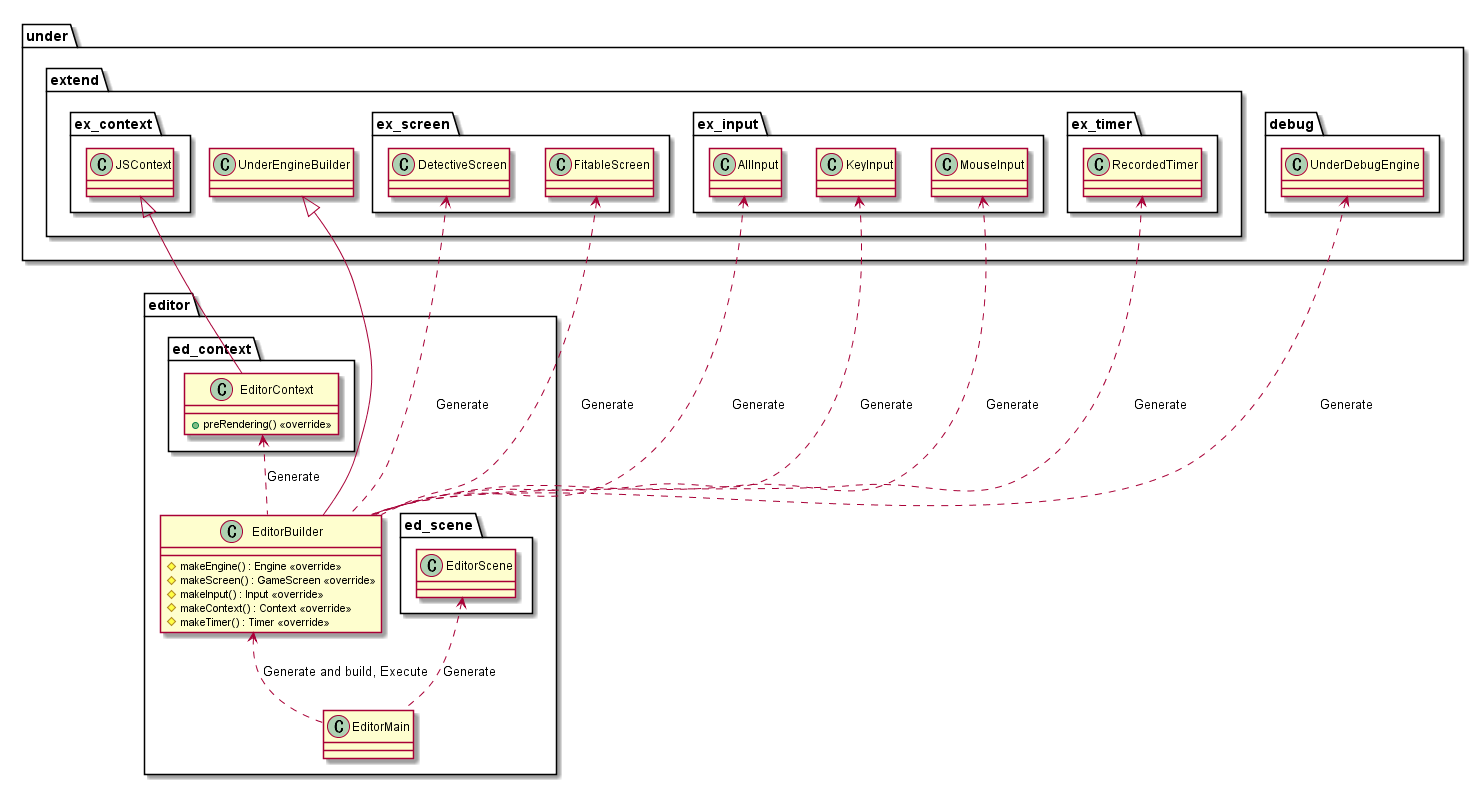 under
extend
ex_context
ex_screen
ex_input
ex_timer
debug
C JSContext
C UnderEngineBuilder
C DetectiveScreen
C FitableScreen
C AllInput
C KeyInput
C MouseInput
C RecordedTimer
C UnderDebugEngine
editor
ed_context
C EditorContext
preRendering() «override»
Generate
Generate
Generate
Generate
Generate
Generate
Generate
Generate
C EditorBuilder
makeEngine() : Engine «override»
makeScreen() : GameScreen «override»
makeInput() : Input «override»
makeContext() : Context «override»
makeTimer() : Timer «override»
ed_scene
C EditorScene
Generate and build, Execute
Generate
C EditorMain